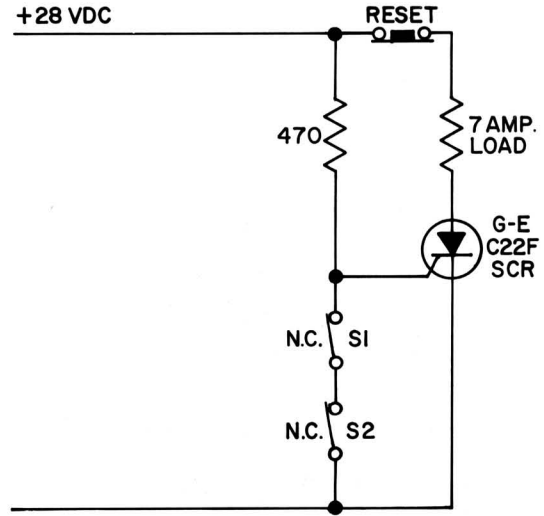 +28 VDC
RESET
470
7 AMP.
LOAD
G-E
C22F
SCR
N.C. S1
N.C. S2